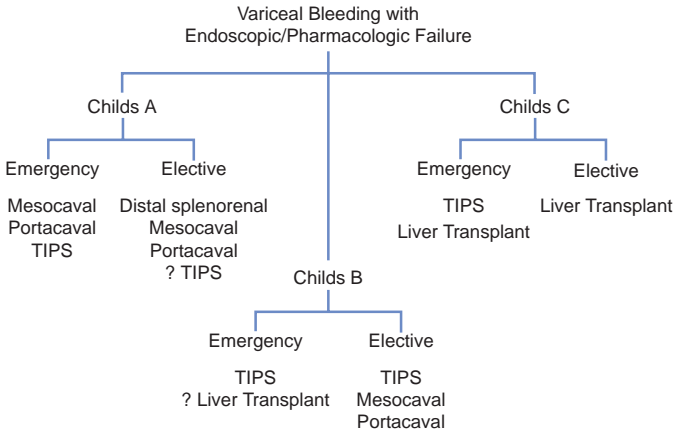 Variceal Bleeding with
Endoscopic/Pharmacologic Failure
Childs A
Emergency
Mesocaval
Portacaval
TIPS
Elective
Distal splenorenal
Mesocaval
Portacaval
? TIPS
Childs B
Emergency
TIPS
? Liver Transplant
Elective
TIPS
Mesocaval
Portacaval
Childs C
Emergency
TIPS
Liver Transplant
Elective
Liver Transplant